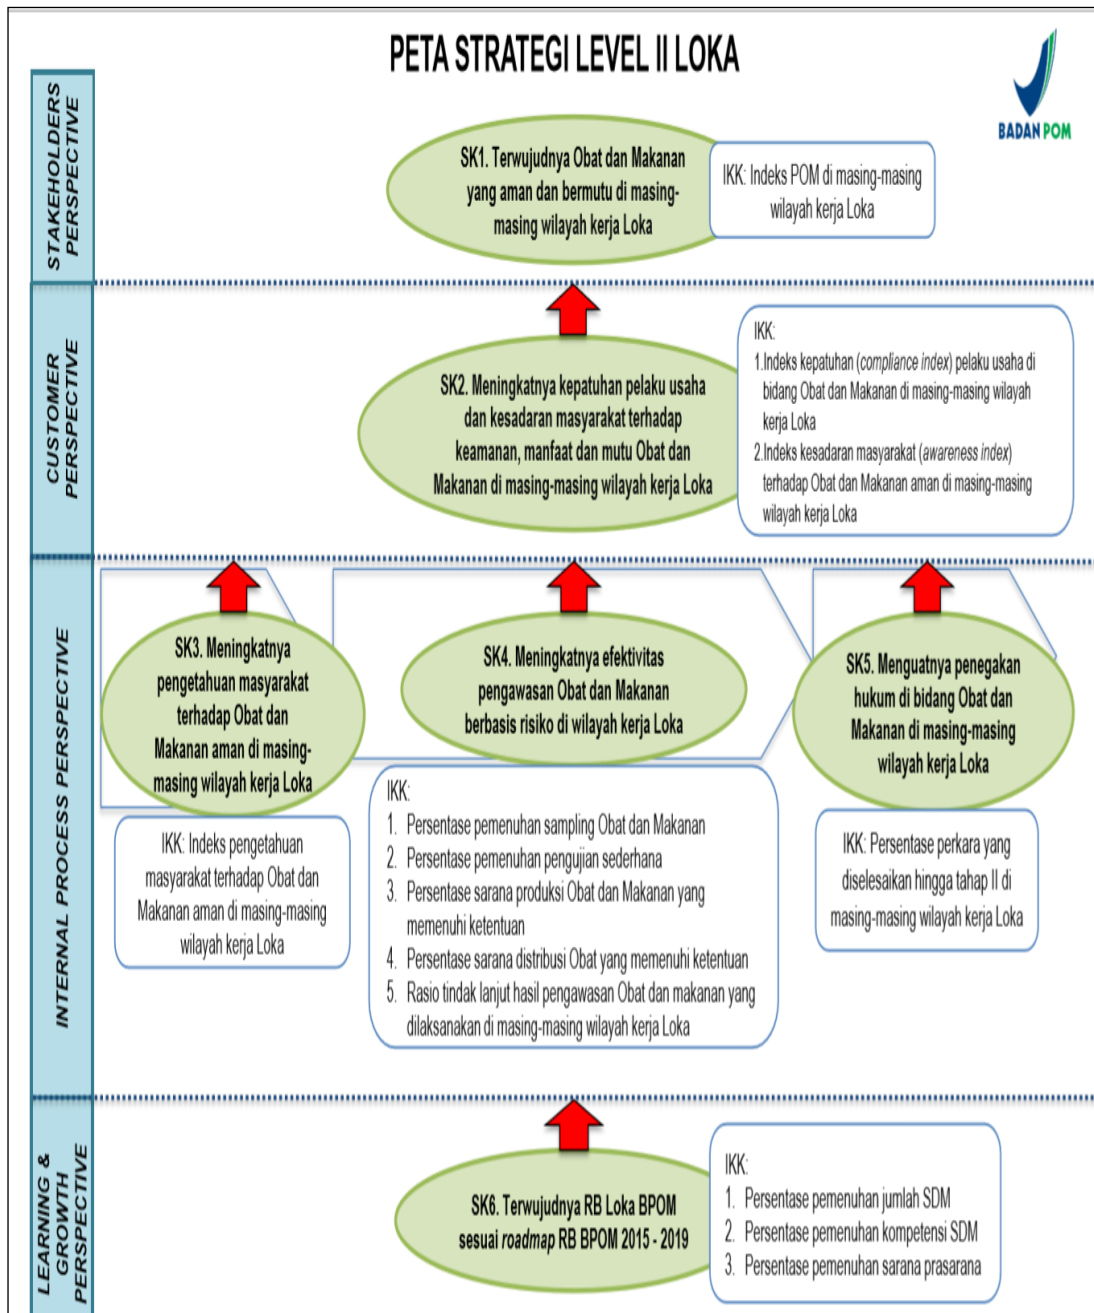 PETA STRATEGI LEVEL II LOKA
BADAN POM
STAKEHOLDERS
PERSPECTIVE
SK1. Terwujudnya Obat dan Makanan
yang aman dan bermutu di masing-
masing wilayah kerja Loka
IKK: Indeks POM di masing-masing
wilayah kerja Loka
CUSTOMER
PERSPECTIVE
SK2. Meningkatnya kepatuhan pelaku usaha
dan kesadaran masyarakat terhadap
keamanan, manfaat dan mutu Obat dan
Makanan di masing-masing wilayah kerja Loka
IKK:
1.Indeks kepatuhan (compliance index) pelaku usaha di
bidang Obat dan Makanan di masing-masing wilayah
kerja Loka
2.Indeks kesadaran masyarakat (awareness index)
terhadap Obat dan Makanan aman di masing-masing
wilayah kerja Loka
INTERNAL PROCESS PERSPECTIVE
SK3. Meningkatnya
pengetahuan masyarakat
terhadap Obat dan
Makanan aman di masing-
masing wilayah kerja Loka
IKK: Indeks pengetahuan
masyarakat terhadap Obat dan
Makanan aman di masing-masing
wilayah kerja Loka
SK4. Meningkatnya efektivitas
pengawasan Obat dan Makanan
berbasis risiko di wilayah kerja Loka
IKK:
1. Persentase pemenuhan sampling Obat dan Makanan
2. Persentase pemenuhan pengujian sederhana
3. Persentase sarana produksi Obat dan Makanan yang
memenuhi ketentuan
4. Persentase sarana distribusi Obat yang memenuhi ketentuan
5. Rasio tindak lanjut hasil pengawasan Obat dan makanan yang
dilaksanakan di masing-masing wilayah kerja Loka
SK5. Menguatnya penegakan
hukum di bidang Obat dan
Makanan di masing-masing
wilayah kerja Loka
IKK: Persentase perkara yang
diselesaikan hingga tahap II di
masing-masing wilayah kerja Loka
LEARNING &
GROWTH
PERSPECTIVE
SK6. Terwujudnya RB Loka BPOM
sesuai roadmap RB BPOM 2015 - 2019
IKK:
1. Persentase pemenuhan jumlah SDM
2. Persentase pemenuhan kompetensi SDM
3. Persentase pemenuhan sarana prasarana